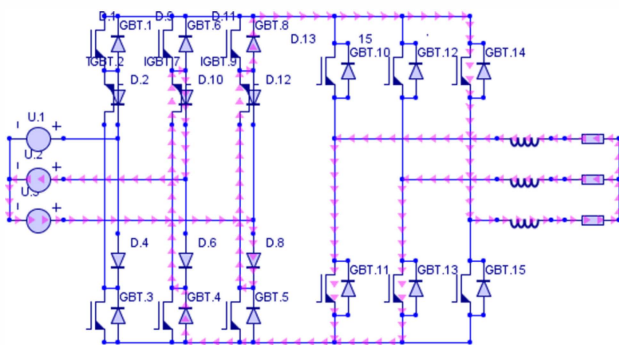 D.1 D.9 D.11
GBT.1 GBT.6 GBT.8
D.13 15
IGBT.2 IGBT.7 IGBT.9 GBT.10 GBT.12 GBT.14
D.2 D.10 D.12
U.1
- +
U.2
- +
U.3
- +
D.4 D.6 D.8
GBT.11 GBT.13 GBT.15
GBT.3 GBT.4 GBT.5